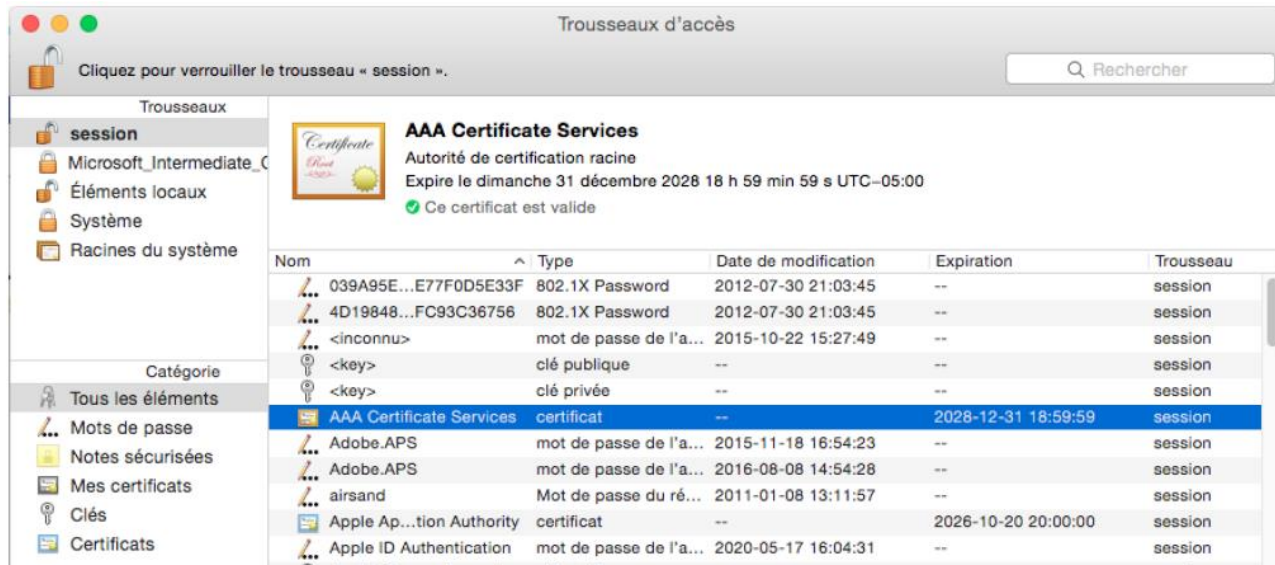 Trousseaux d'accès
Cliquez pour verrouiller le trousseau « session ».
Rechercher
Trousseaux
session
Microsoft_Intermediate_C
Éléments locaux
Système
Racines du système
Certificate
Root
AAA Certificate Services
Autorité de certification racine
Expire le dimanche 31 décembre 2028 18 h 59 min 59 s UTC−05:00
Ce certificat est valide
Nom Type Date de modification Expiration Trousseau
039A95E...E77F0D5E33F 802.1X Password 2012-07-30 21:03:45 -- session
4D19848...FC93C36756 802.1X Password 2012-07-30 21:03:45 -- session
<inconnu> mot de passe de l'a... 2015-10-22 15:27:49 -- session
<key> clé publique -- -- session
<key> clé privée -- -- session
AAA Certificate Services certificat -- 2028-12-31 18:59:59 session
Adobe.APS mot de passe de l'a... 2015-11-18 16:54:23 -- session
Adobe.APS mot de passe de l'a... 2016-08-08 14:54:28 -- session
airsand Mot de passe du ré... 2011-01-08 13:11:57 -- session
Apple Ap...tion Authority certificat -- 2026-10-20 20:00:00 session
Apple ID Authentication mot de passe de l'a... 2020-05-17 16:04:31 -- session
Catégorie
Tous les éléments
Mots de passe
Notes sécurisées
Mes certificats
Clés
Certificats